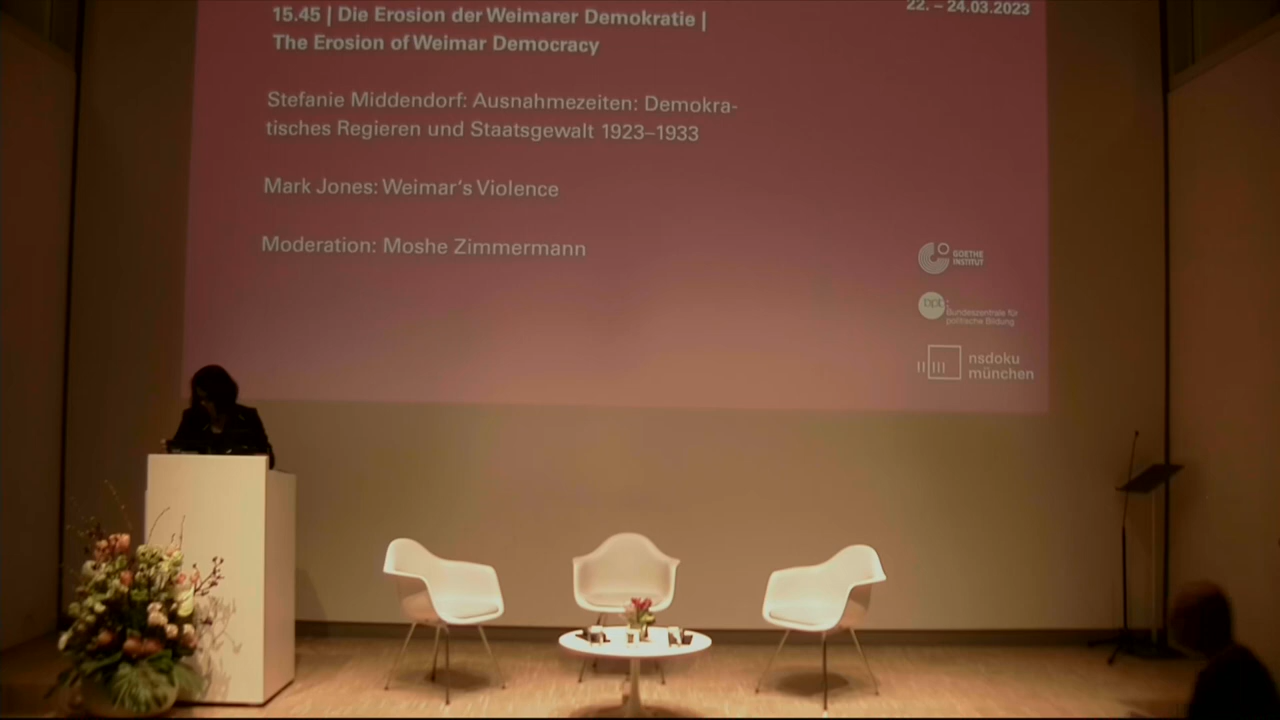 22. – 24.03.2023
15.45 | Die Erosion der Weimarer Demokratie |
The Erosion of Weimar Democracy
Stefanie Middendorf: Ausnahmezeiten: Demokra-
tisches Regieren und Staatsgewalt 1923–1933
Mark Jones: Weimar's Violence
Moderation: Moshe Zimmermann
GOETHE
INSTITUT
bpb:
Bundeszentrale für
politische Bildung
nsdoku
münchen